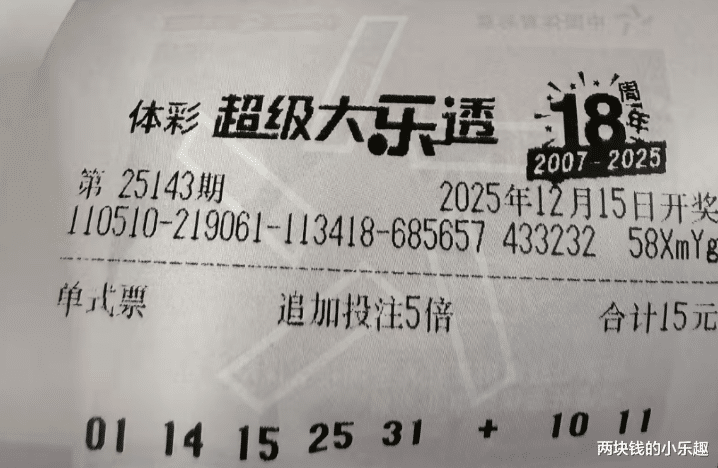 体彩 超级大乐透 18周年
2007-2025
第 25143期 2025年12月15日开奖
110510-219061-113418-685657 433232 58XmYg
单式票 追加投注5倍 合计15元
01 14 15 25 31 + 10 11
两块钱的小乐趣